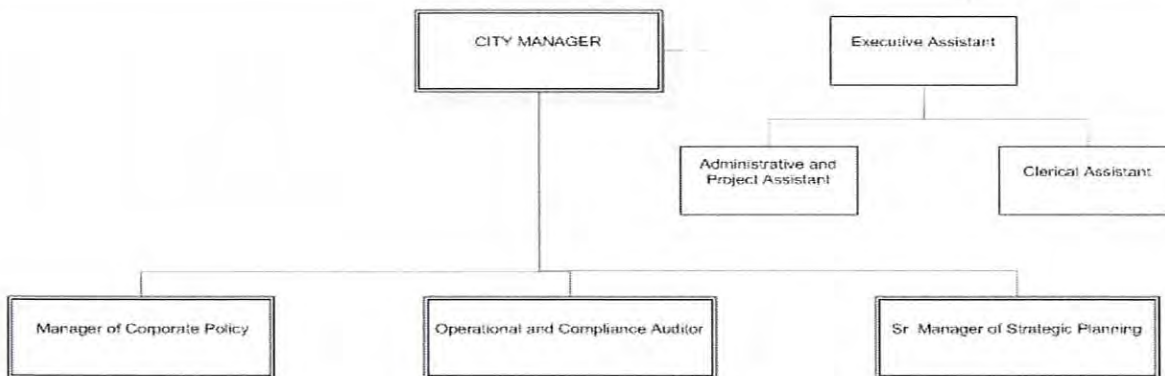 CITY MANAGER
Executive Assistant
Administrative and
Project Assistant
Clerical Assistant
Manager of Corporate Policy
Operational and Compliance Auditor
Sr Manager of Strategic Planning